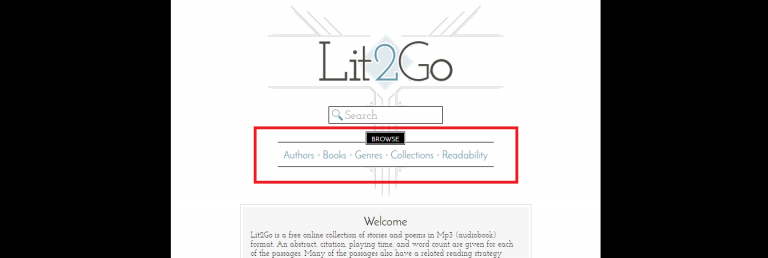 Lit2Go
Search
BROWSE
Authors · Books · Genres · Collections · Readability
Welcome
Lit2Go is a free online collection of stories and poems in Mp3 (audiobook)
format. An abstract, citation, playing time, and word count are given for each
of the passages. Many of the passages also have a related reading strategy